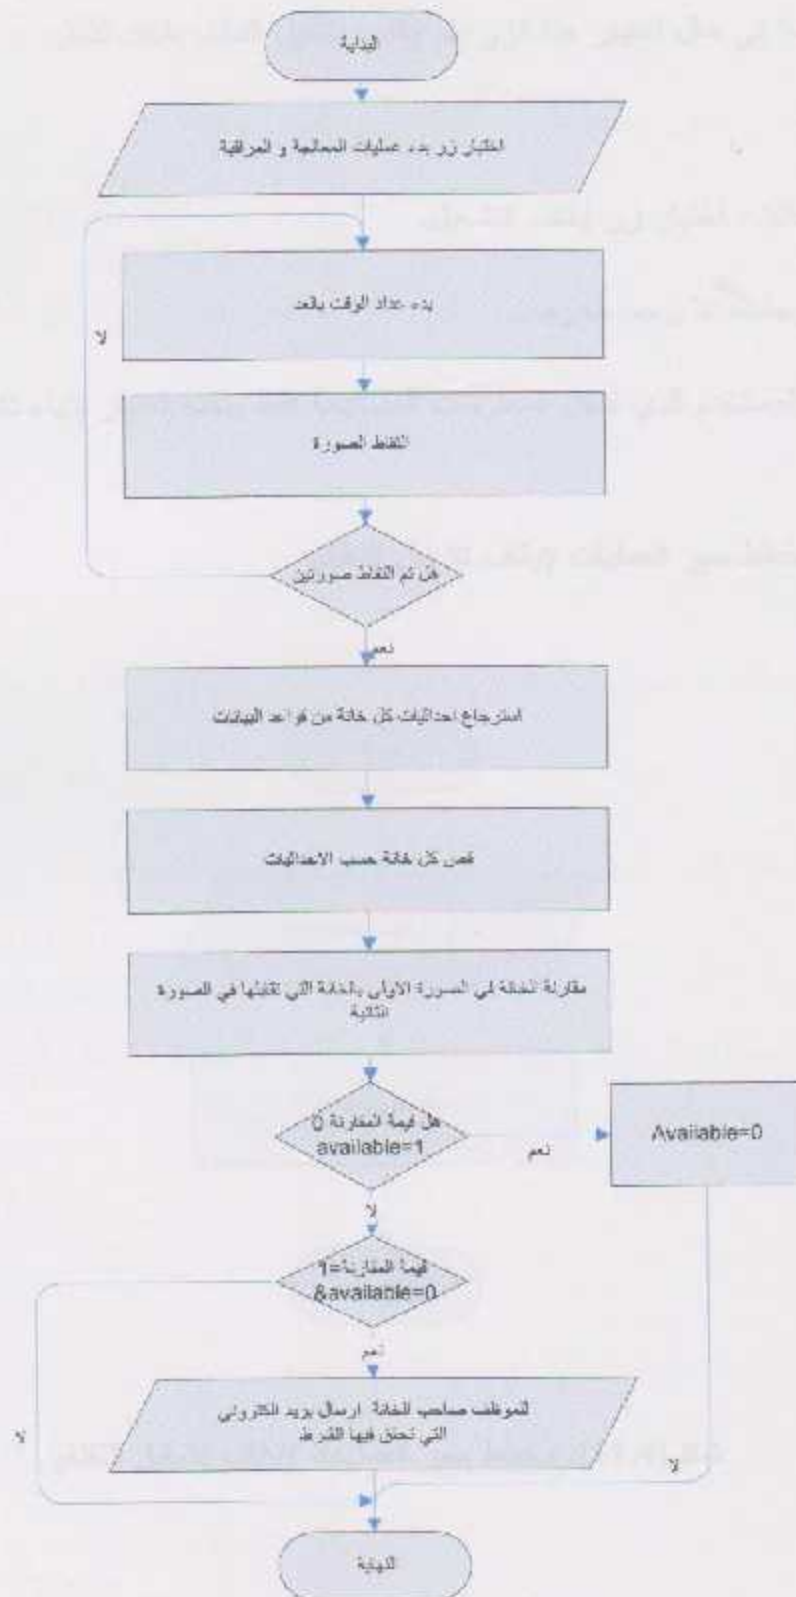 البداية
اختيار زر بدء عمليات المعالجة و المراقبة
بدء عداد الوقت بالعد
لا
التقاط الصورة
هل تم التقاط صورتين
نعم
استرجاع احداثيات كل خانة من قواعد البيانات
قص كل خانة حسب الاحداثيات
مقارنة الخانة في الصورة الاولى بالخانة التي تقابلها في الصورة
الثانية
هل قيمة المقارنة 0
available=1
نعم
Available=0
لا
قيمة المقارنة=1
&available=0
نعم
للموظف صاحب الخانة ارسال بريد الكتروني
التي تحقق فيها الشرط
لا
لا
النهاية